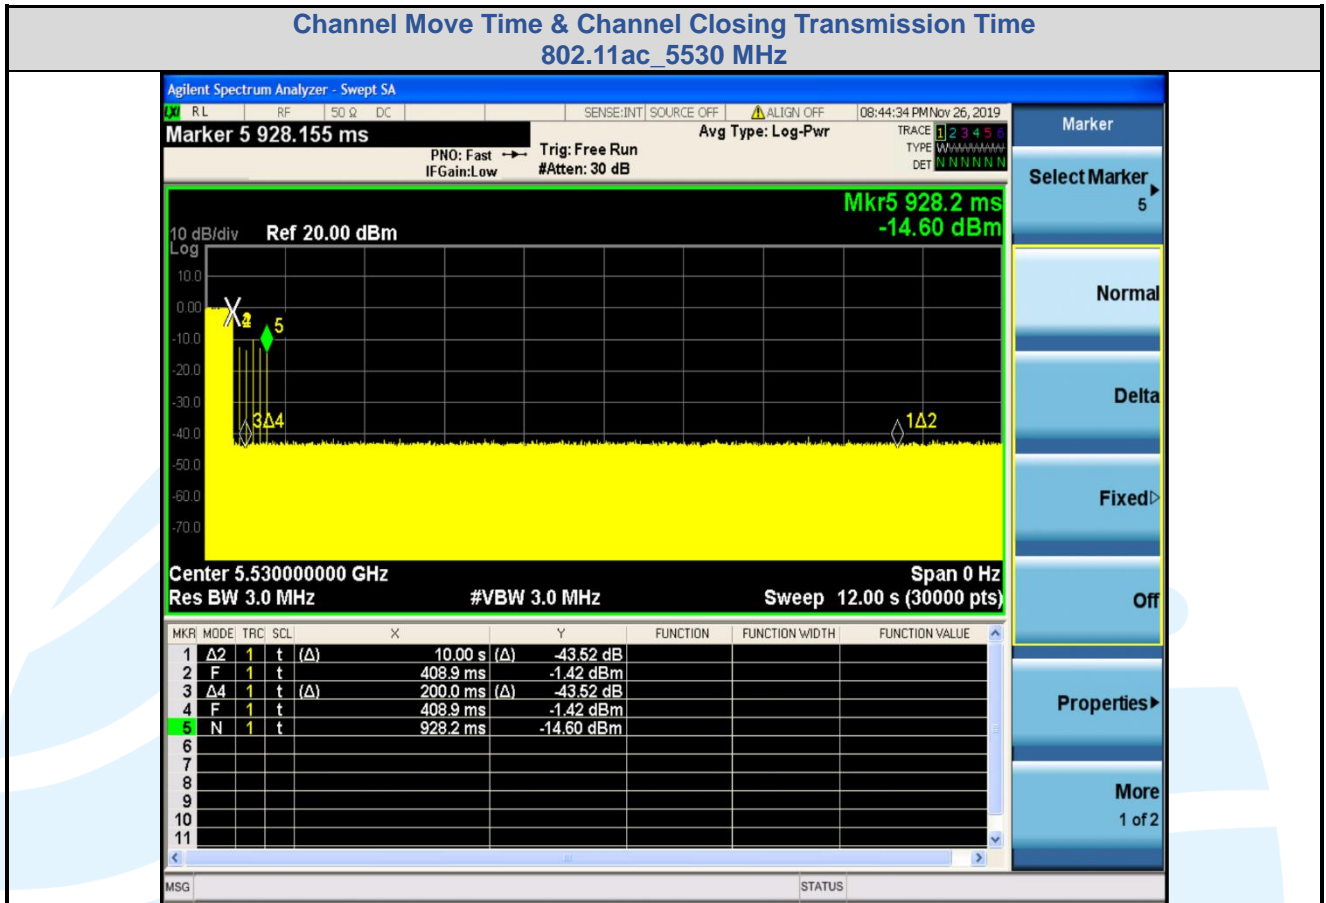 Channel Move Time & Channel Closing Transmission Time
802.11ac_5530 MHz
Agilent Spectrum Analyzer - Swept SA
LXI RL RF 50 Ω DC SENSE:INT SOURCE OFF ALIGN OFF 08:44:34 PM Nov 26, 2019
Marker 5 928.155 ms
PNO: Fast
IFGain:Low
Trig: Free Run
#Atten: 30 dB
Avg Type: Log-Pwr
TRACE 1 2 3 4 5 6
TYPE WWWWWW
DET N N N N N N
Mkr5 928.2 ms
-14.60 dBm
10 dB/div Ref 20.00 dBm
Log
10.0
0.00
-10.0
-20.0
-30.0
-40.0
-50.0
-60.0
-70.0
5
3Δ4
1Δ2
Center 5.530000000 GHz Span 0 Hz
Res BW 3.0 MHz #VBW 3.0 MHz Sweep 12.00 s (30000 pts)
MKR MODE TRC SCL X Y FUNCTION FUNCTION WIDTH FUNCTION VALUE
1 Δ2 1 t (Δ) 10.00 s (Δ) -43.52 dB
2 F 1 t 408.9 ms -1.42 dBm
3 Δ4 1 t (Δ) 200.0 ms (Δ) -43.52 dB
4 F 1 t 408.9 ms -1.42 dBm
5 N 1 t 928.2 ms -14.60 dBm
6
7
8
9
10
11
MSG STATUS
Marker
Select Marker
5
Normal
Delta
Fixed
Off
Properties
More
1 of 2